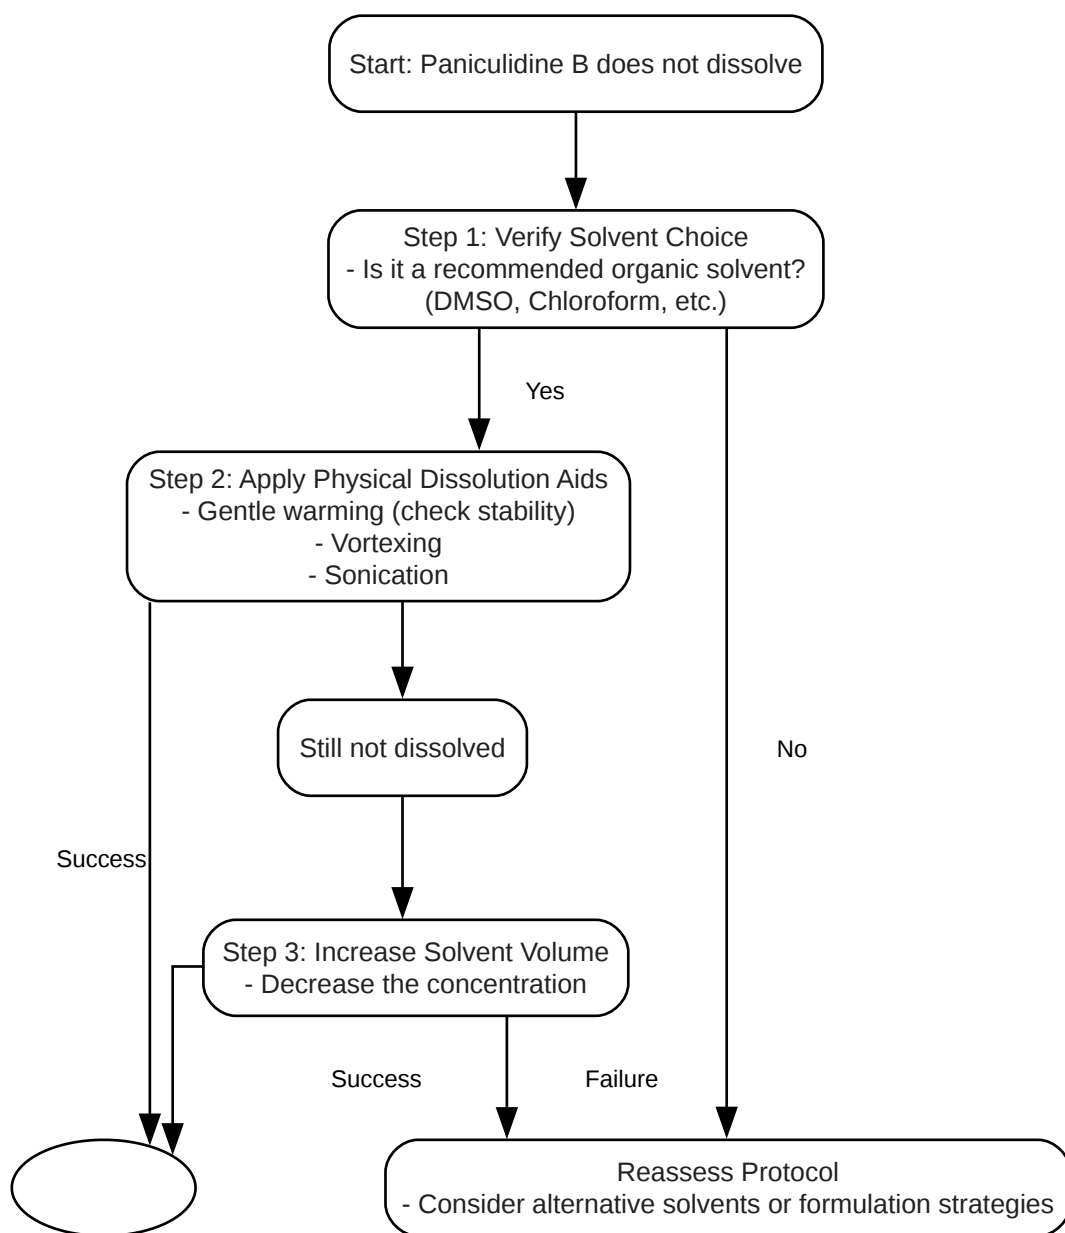 Start: Paniculidine B does not dissolve
Step 1: Verify Solvent Choice
- Is it a recommended organic solvent?
(DMSO, Chloroform, etc.)
Yes
Step 2: Apply Physical Dissolution Aids
- Gentle warming (check stability)
- Vortexing
- Sonication
Still not dissolved
No
Success
Step 3: Increase Solvent Volume
- Decrease the concentration
Success
Failure
Reassess Protocol
- Consider alternative solvents or formulation strategies